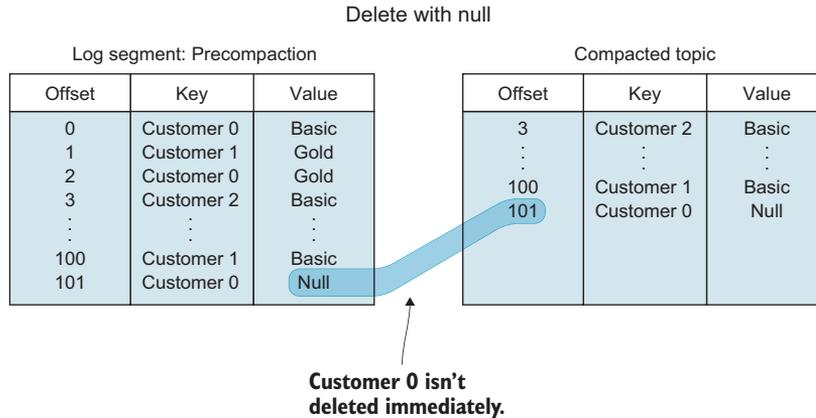 Delete with null
Log segment: Precompaction
Offset Key Value
0 Customer 0 Basic
1 Customer 1 Gold
2 Customer 0 Gold
3 Customer 2 Basic
⋮ ⋮ ⋮
100 Customer 1 Basic
101 Customer 0 Null
Compacted topic
Offset Key Value
3 Customer 2 Basic
⋮ ⋮ ⋮
100 Customer 1 Basic
101 Customer 0 Null
Customer 0 isn't
deleted immediately.